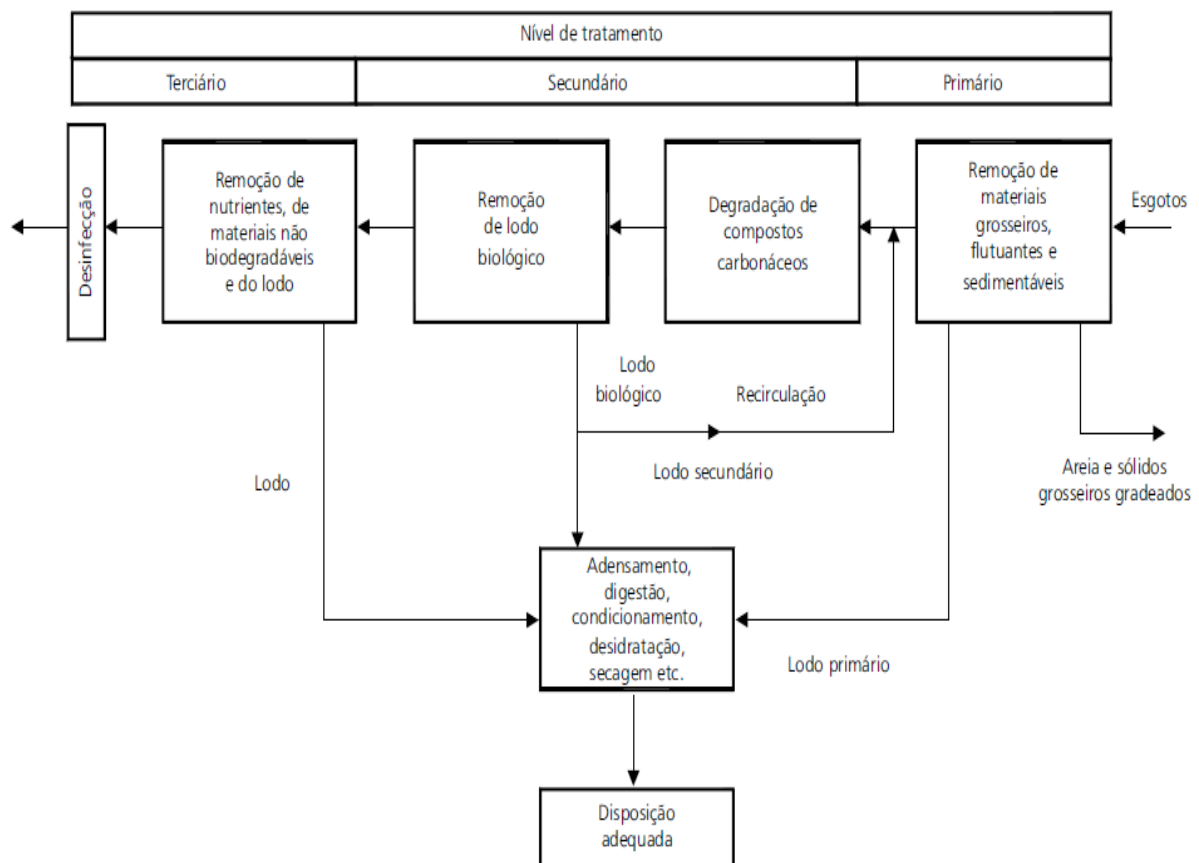 Nível de tratamento
Terciário
Secundário
Primário
Desinfecção
Remoção de
nutrientes, de
materiais não
biodegradáveis
e do lodo
Remoção
de lodo
biológico
Degradação de
compostos
carbonáceos
Remoção de
materiais
grosseiros,
flutuantes e
sedimentáveis
Esgotos
Lodo
biológico
Recirculação
Lodo secundário
Lodo
Areia e sólidos
grosseiros gradeados
Adensamento,
digestão,
condicionamento,
desidratação,
secagem etc.
Lodo primário
Disposição
adequada